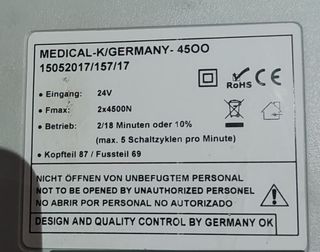 MEDICAL-K/GERMANY- 4500
15052017/157/17
RoHS CE
• Eingang: 24V
• Fmax: 2x4500N
• Betrieb: 2/18 Minuten oder 10%
(max. 5 Schaltzyklen pro Minute)
• Kopfteil 87 / Fussteil 69
NICHT ÖFFNEN VON UNBEFUGTEM PERSONAL
NOT TO BE OPENED BY UNAUTHORIZED PERSONEL
NO ABRIR POR PERSONAL NO AUTORIZADO
DESIGN AND QUALITY CONTROL BY GERMANY OK